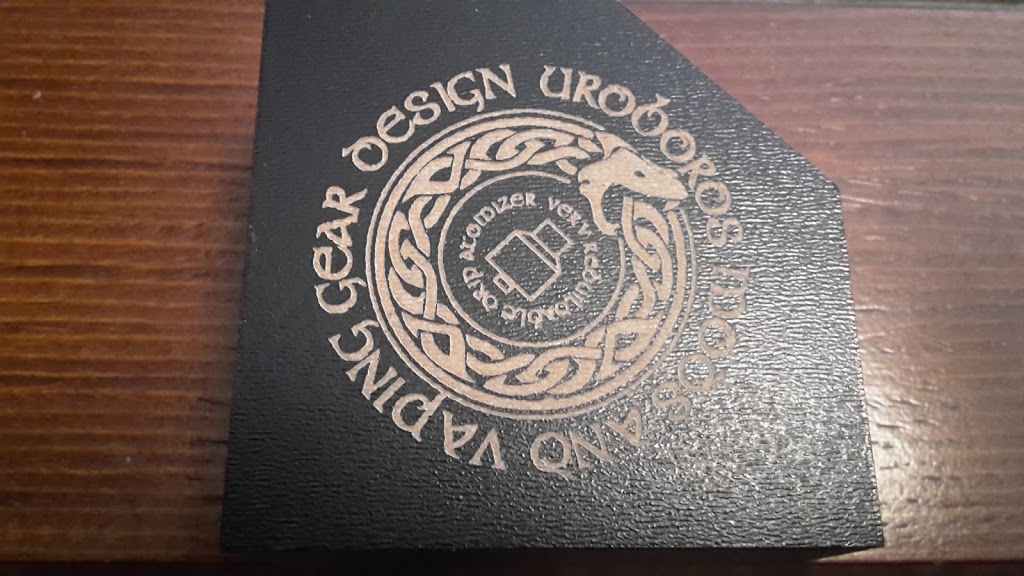 UROBOROS MODS AND VAPING GEAR DESIGN
VERY REBUILDABLE DRIP ATOMIZER